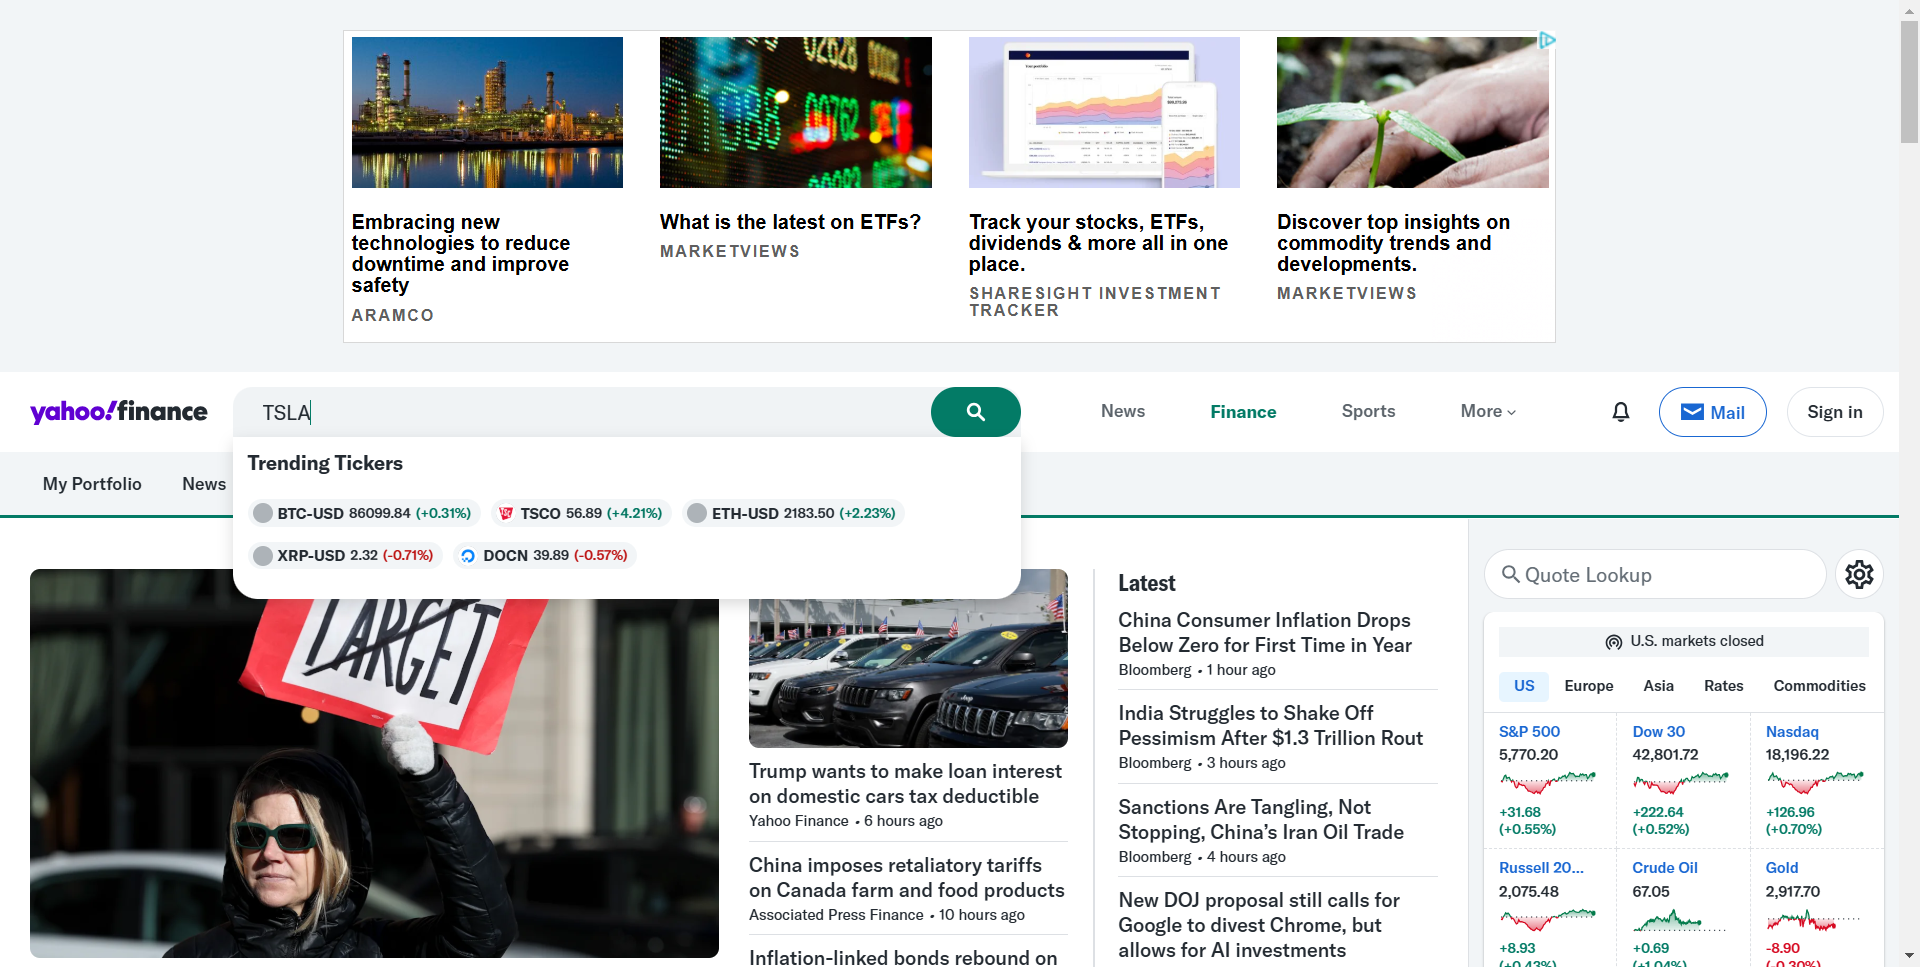 Embracing new
technologies to reduce
downtime and improve
safety
ARAMCO
What is the latest on ETFs?
MARKETVIEWS
Track your stocks, ETFs,
dividends & more all in one
place.
SHARESIGHT INVESTMENT
TRACKER
Discover top insights on
commodity trends and
developments.
MARKETVIEWS
yahoo!finance
TSLA
News
Finance
Sports
More
Mail
Sign in
My Portfolio
News
Trending Tickers
BTC-USD 86099.84 (+0.31%)
TSCO 56.89 (+4.21%)
ETH-USD 2183.50 (+2.23%)
XRP-USD 2.32 (-0.71%)
DOCN 39.89 (-0.57%)
TARGET
Trump wants to make loan interest
on domestic cars tax deductible
Yahoo Finance • 6 hours ago
China imposes retaliatory tariffs
on Canada farm and food products
Associated Press Finance • 10 hours ago
Inflation-linked bonds rebound on
Latest
China Consumer Inflation Drops
Below Zero for First Time in Year
Bloomberg • 1 hour ago
India Struggles to Shake Off
Pessimism After $1.3 Trillion Rout
Bloomberg • 3 hours ago
Sanctions Are Tangling, Not
Stopping, China's Iran Oil Trade
Bloomberg • 4 hours ago
New DOJ proposal still calls for
Google to divest Chrome, but
allows for AI investments
Quote Lookup
U.S. markets closed
US
Europe
Asia
Rates
Commodities
S&P 500
5,770.20
+31.68
(+0.55%)
Dow 30
42,801.72
+222.64
(+0.52%)
Nasdaq
18,196.22
+126.96
(+0.70%)
Russell 20...
2,075.48
+8.93
(+0.43%)
Crude Oil
67.05
+0.69
(+1.04%)
Gold
2,917.70
-8.90
(-0.30%)